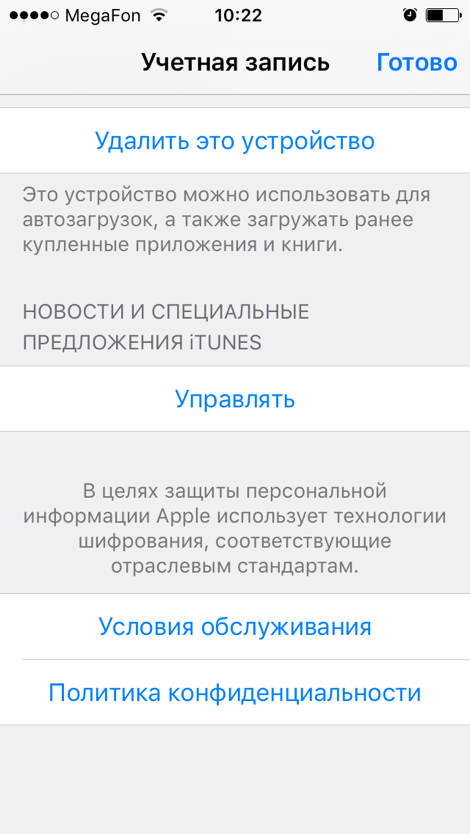 MegaFon 10:22
Учетная запись Готово
Удалить это устройство
Это устройство можно использовать для
автозагрузок, а также загружать ранее
купленные приложения и книги.
НОВОСТИ И СПЕЦИАЛЬНЫЕ
ПРЕДЛОЖЕНИЯ iTUNES
Управлять
В целях защиты персональной
информации Apple использует технологии
шифрования, соответствующие
отраслевым стандартам.
Условия обслуживания
Политика конфиденциальности